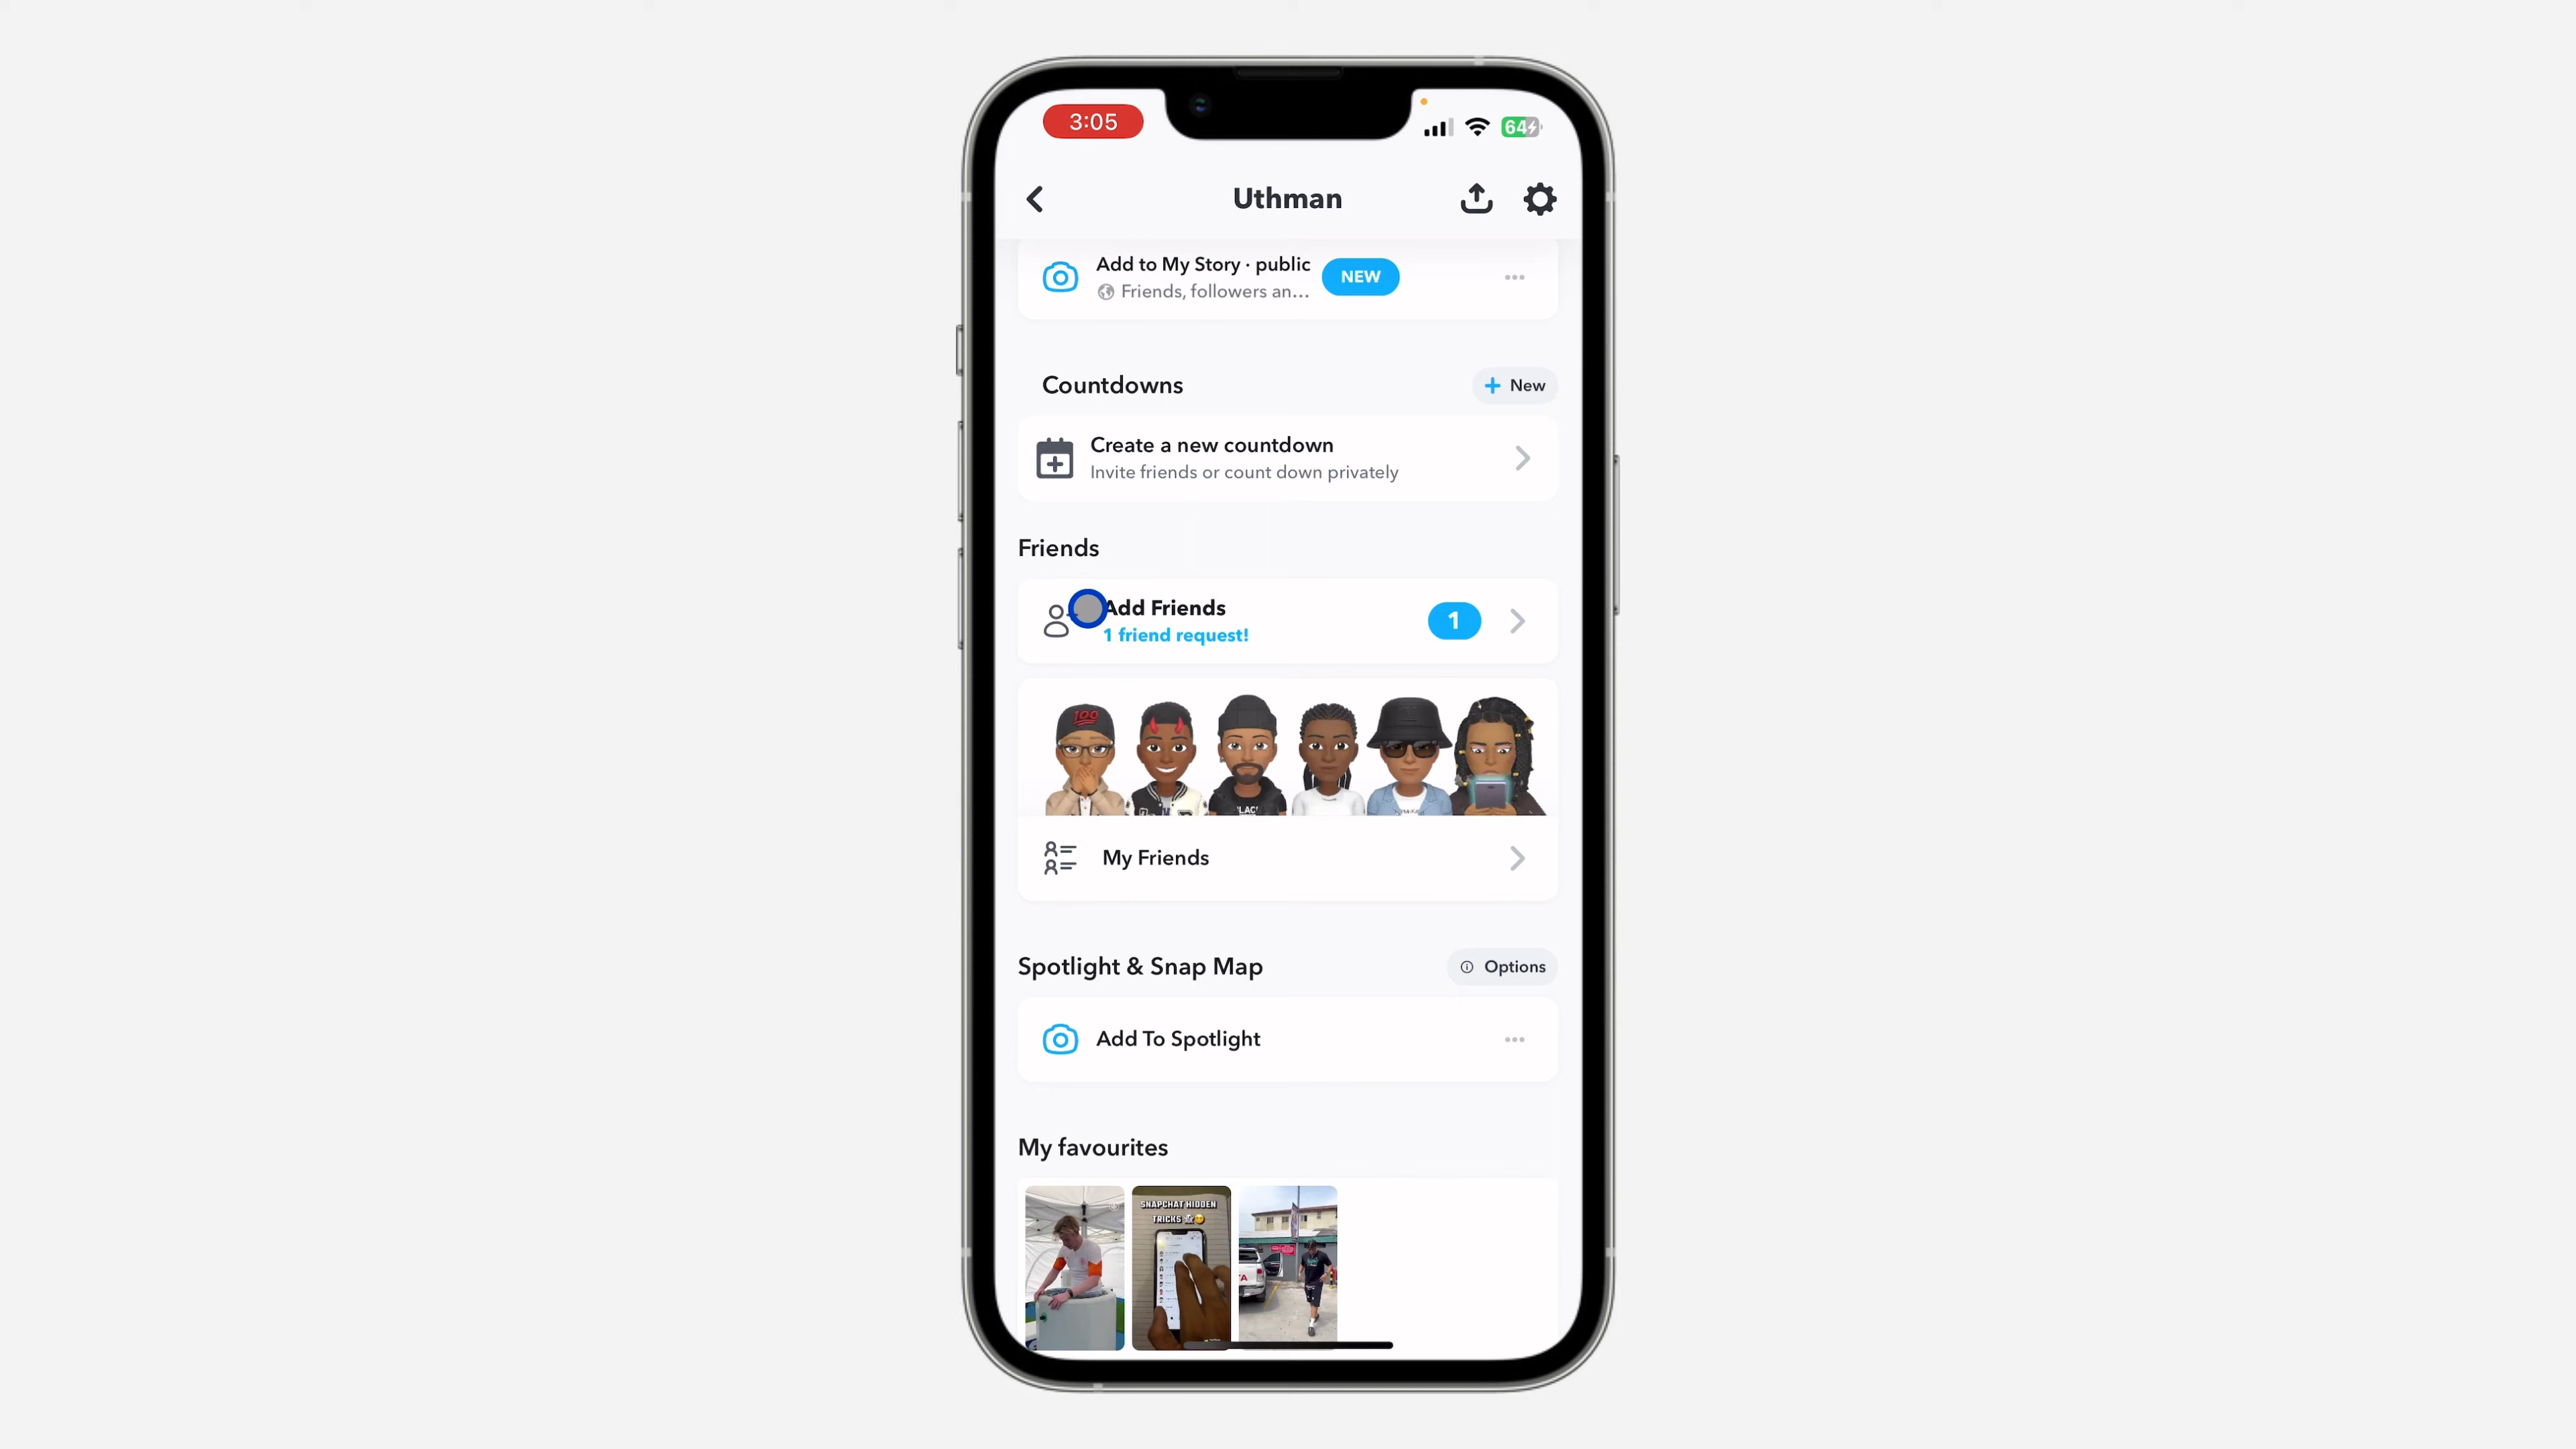 3:05
64
Uthman
Add to My Story · public
NEW
Friends, followers an...
Countdowns
+ New
Create a new countdown
Invite friends or count down privately
Friends
Add Friends
1 friend request!
1
100
My Friends
Spotlight & Snap Map
Options
Add To Spotlight
My favourites
SNAPCHAT HIDDEN
TRICKS